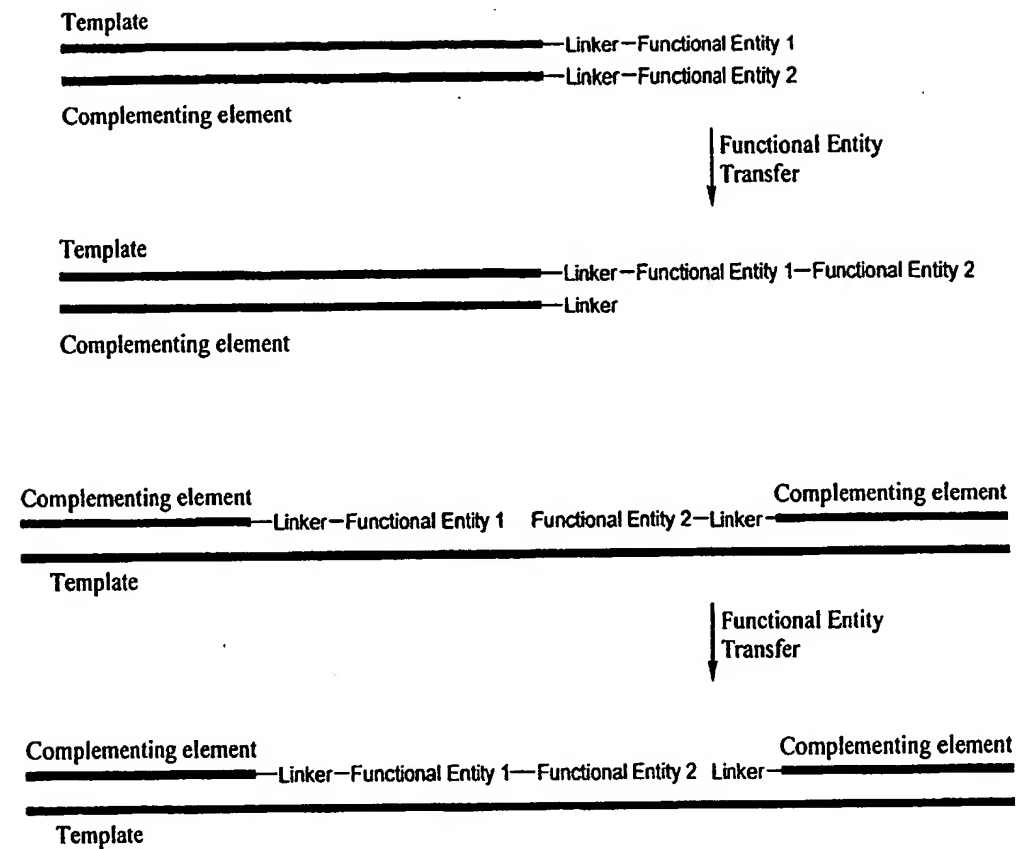 Template
Linker—Functional Entity 1
Linker—Functional Entity 2
Complementing element
Functional Entity
Transfer
Template
Linker—Functional Entity 1—Functional Entity 2
Linker
Complementing element
Complementing element
Complementing element
Linker—Functional Entity 1 Functional Entity 2—Linker
Template
Functional Entity
Transfer
Complementing element
Complementing element
Linker—Functional Entity 1—Functional Entity 2 Linker
Template